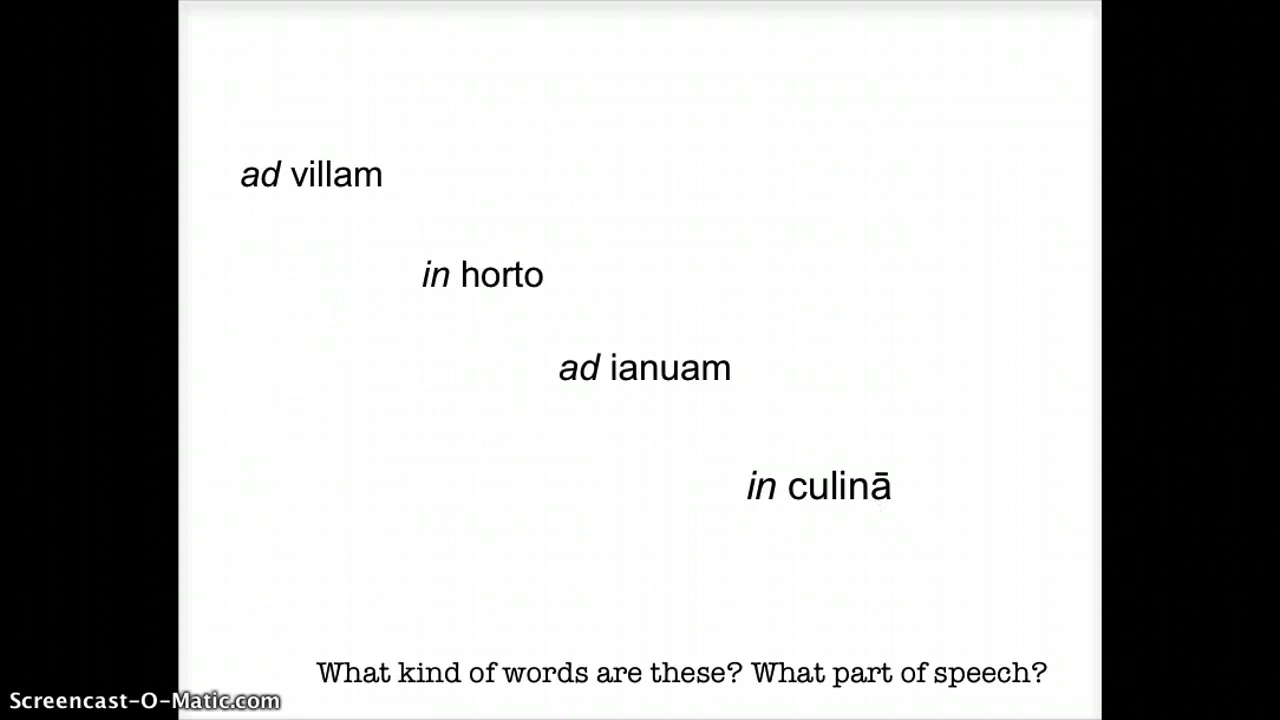 ad villam
in horto
ad ianuam
in culinā
What kind of words are these? What part of speech?
Screencast-O-Matic.com